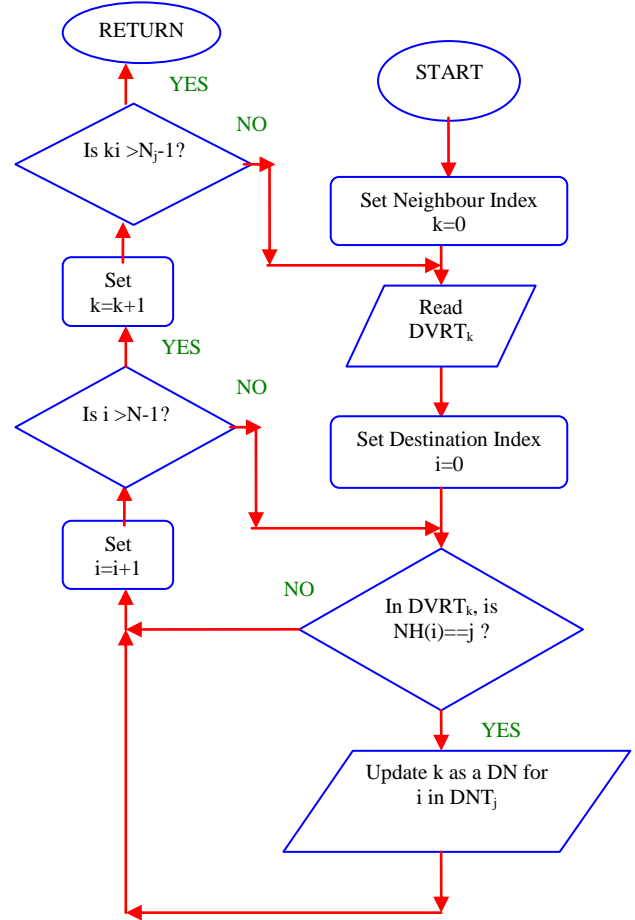 START
Set Neighbour Index
k=0
Read
DVRTₖ
Set Destination Index
i=0
In DVRTₖ, is
NH(i)==j ?
YES
Update k as a DN for
i in DNTⱼ
NO
Set
i=i+1
Is i >N-1?
NO
YES
Set
k=k+1
Is ki >Nⱼ-1?
NO
YES
RETURN